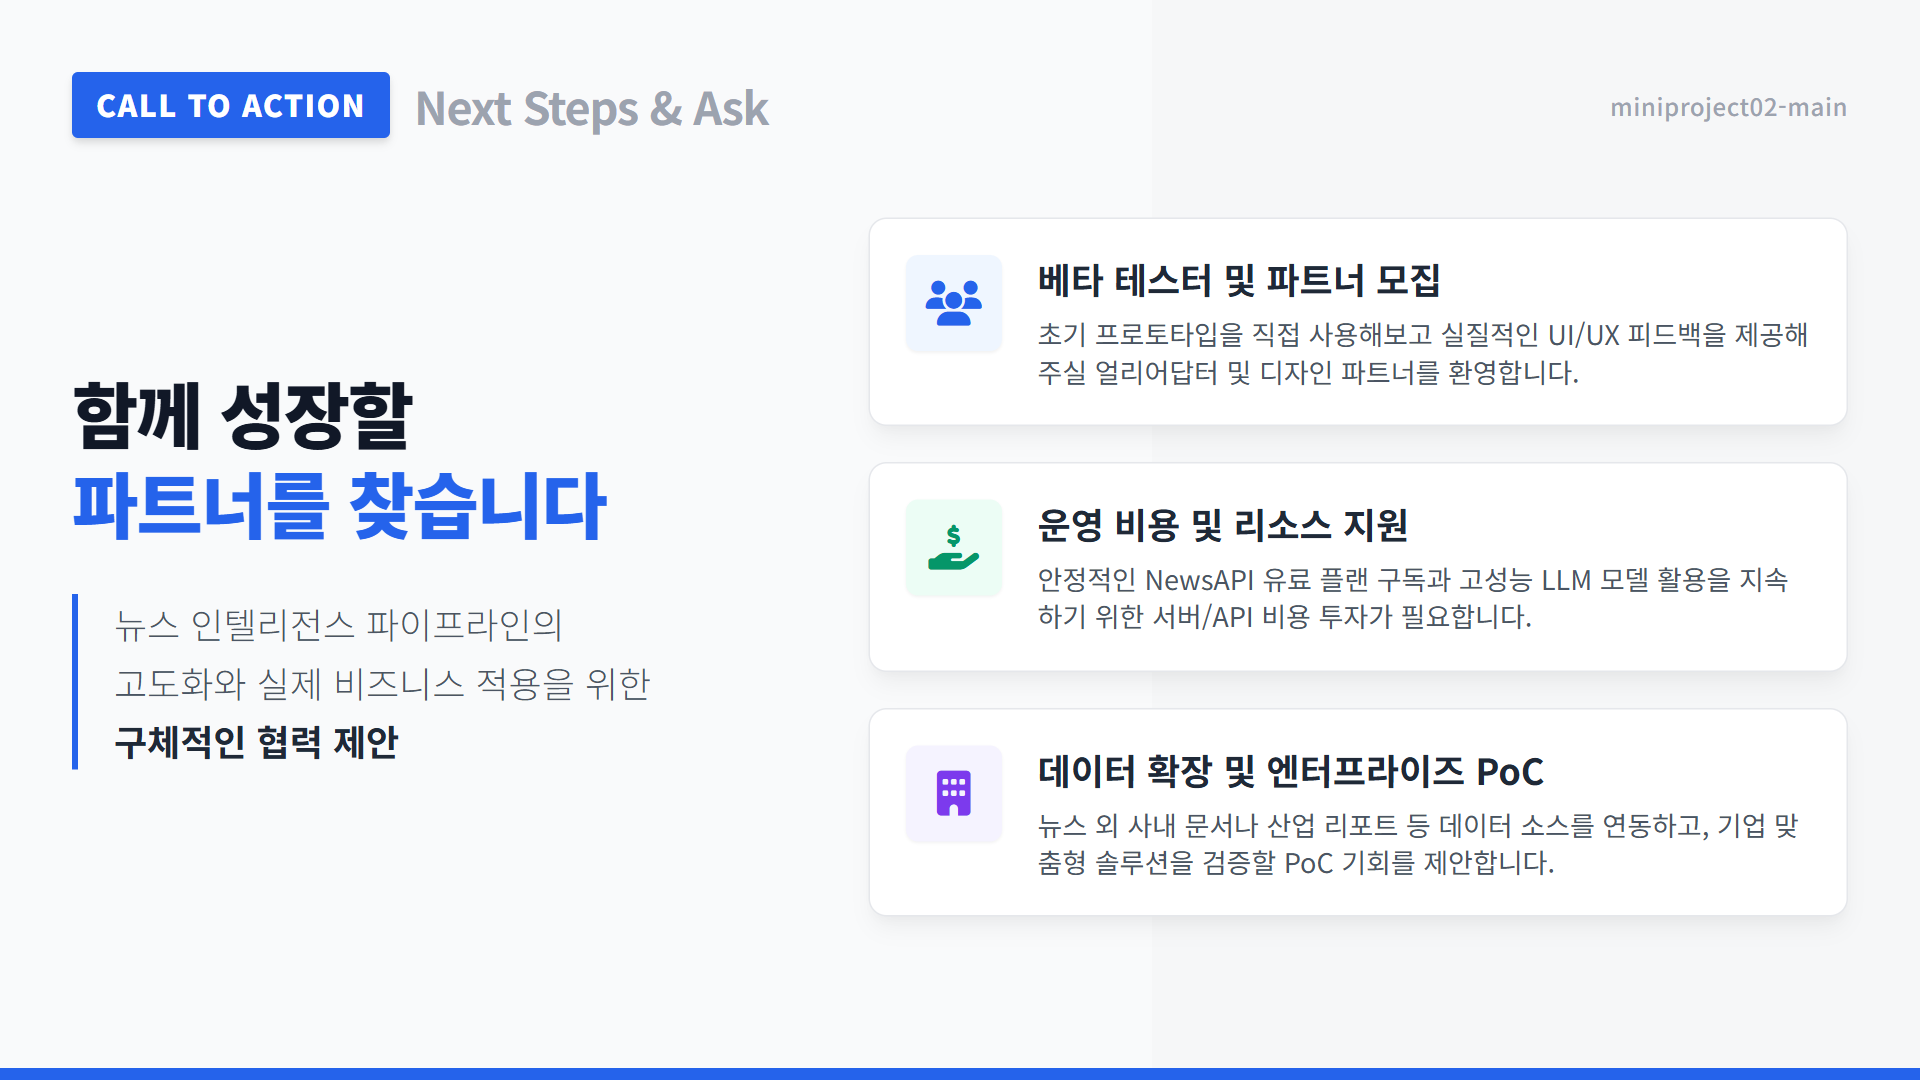 CALL TO ACTION
Next Steps & Ask
miniproject02-main
함께 성장할
파트너를 찾습니다
뉴스 인텔리전스 파이프라인의
고도화와 실제 비즈니스 적용을 위한
구체적인 협력 제안
베타 테스터 및 파트너 모집
초기 프로토타입을 직접 사용해보고 실질적인 UI/UX 피드백을 제공해
주실 얼리어답터 및 디자인 파트너를 환영합니다.
운영 비용 및 리소스 지원
안정적인 NewsAPI 유료 플랜 구독과 고성능 LLM 모델 활용을 지속
하기 위한 서버/API 비용 투자가 필요합니다.
데이터 확장 및 엔터프라이즈 PoC
뉴스 외 사내 문서나 산업 리포트 등 데이터 소스를 연동하고, 기업 맞
춤형 솔루션을 검증할 PoC 기회를 제안합니다.